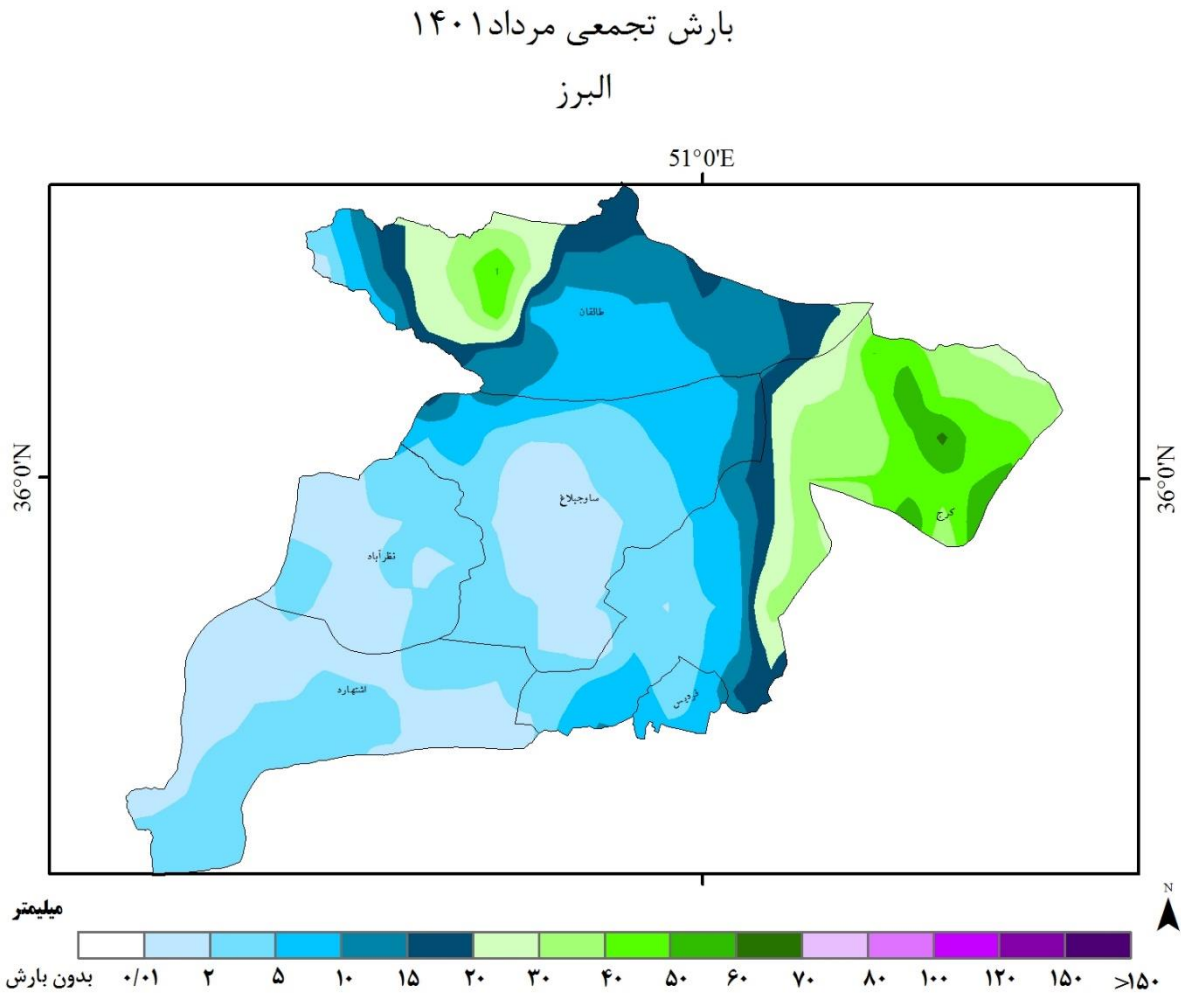 بارش تجمعی مرداد۱۴۰۱
البرز
51°0'E
۱
طالقان
36°0'N
36°0'N
ساوجبلاغ
کرج
نظرآباد
اشتهارد
فردیس
N
میلیمتر
بدون بارش ۰/۰۱ ۲ ۵ ۱۰ ۱۵ ۲۰ ۳۰ ۴۰ ۵۰ ۶۰ ۷۰ ۸۰ ۱۰۰ ۱۲۰ ۱۵۰ >۱۵۰